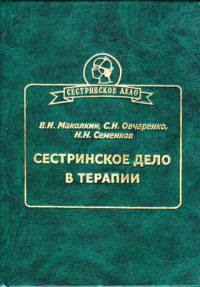 СЕСТРИНСКОЕ ДЕЛО
В.И. Маколкин, С.И. Овчаренко,
Н.Н. Семенков
СЕСТРИНСКОЕ ДЕЛО
В ТЕРАПИИ